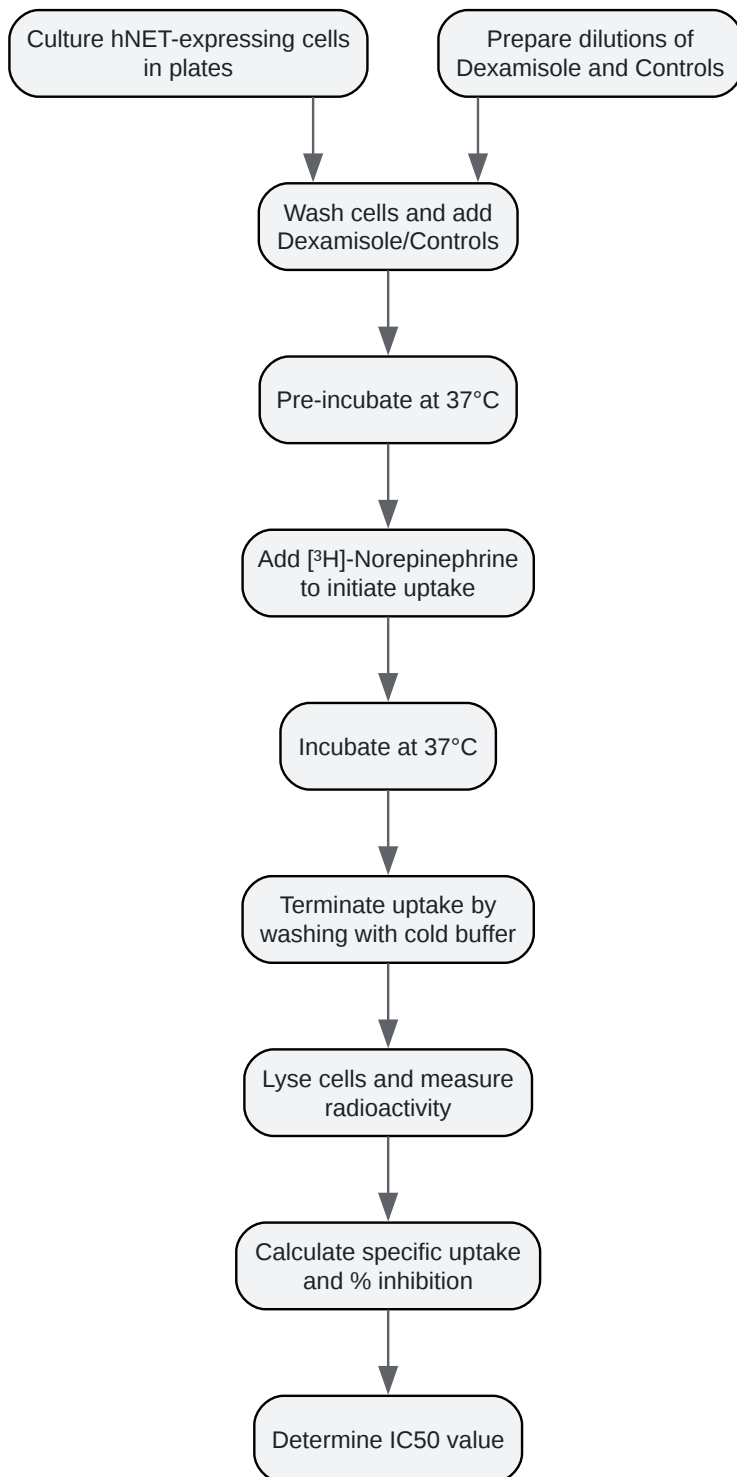 Culture hNET-expressing cells
in plates
Prepare dilutions of
Dexamisole and Controls
Wash cells and add
Dexamisole/Controls
Pre-incubate at 37°C
Add [³H]-Norepinephrine
to initiate uptake
Incubate at 37°C
Terminate uptake by
washing with cold buffer
Lyse cells and measure
radioactivity
Calculate specific uptake
and % inhibition
Determine IC50 value